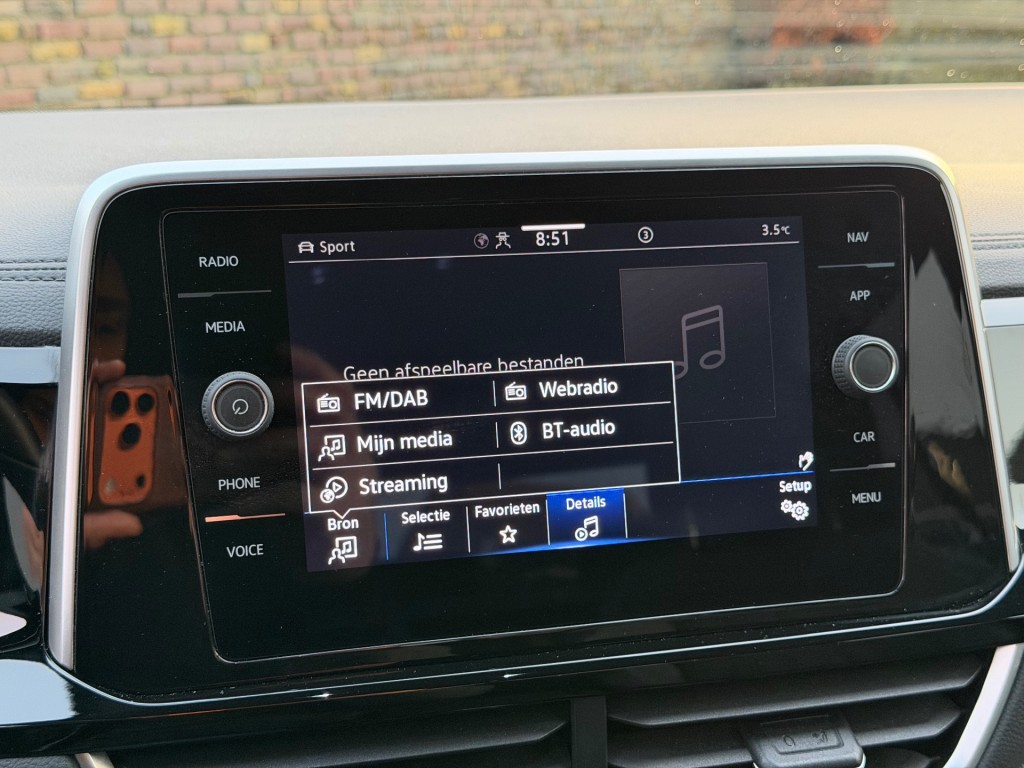 RADIO
MEDIA
PHONE
VOICE
Sport
8:51
3
3.5°C
Geen afspeelbare bestanden
FM/DAB
Webradio
Mijn media
BT-audio
Streaming
Bron
Selectie
Favorieten
Details
Setup
NAV
APP
CAR
MENU